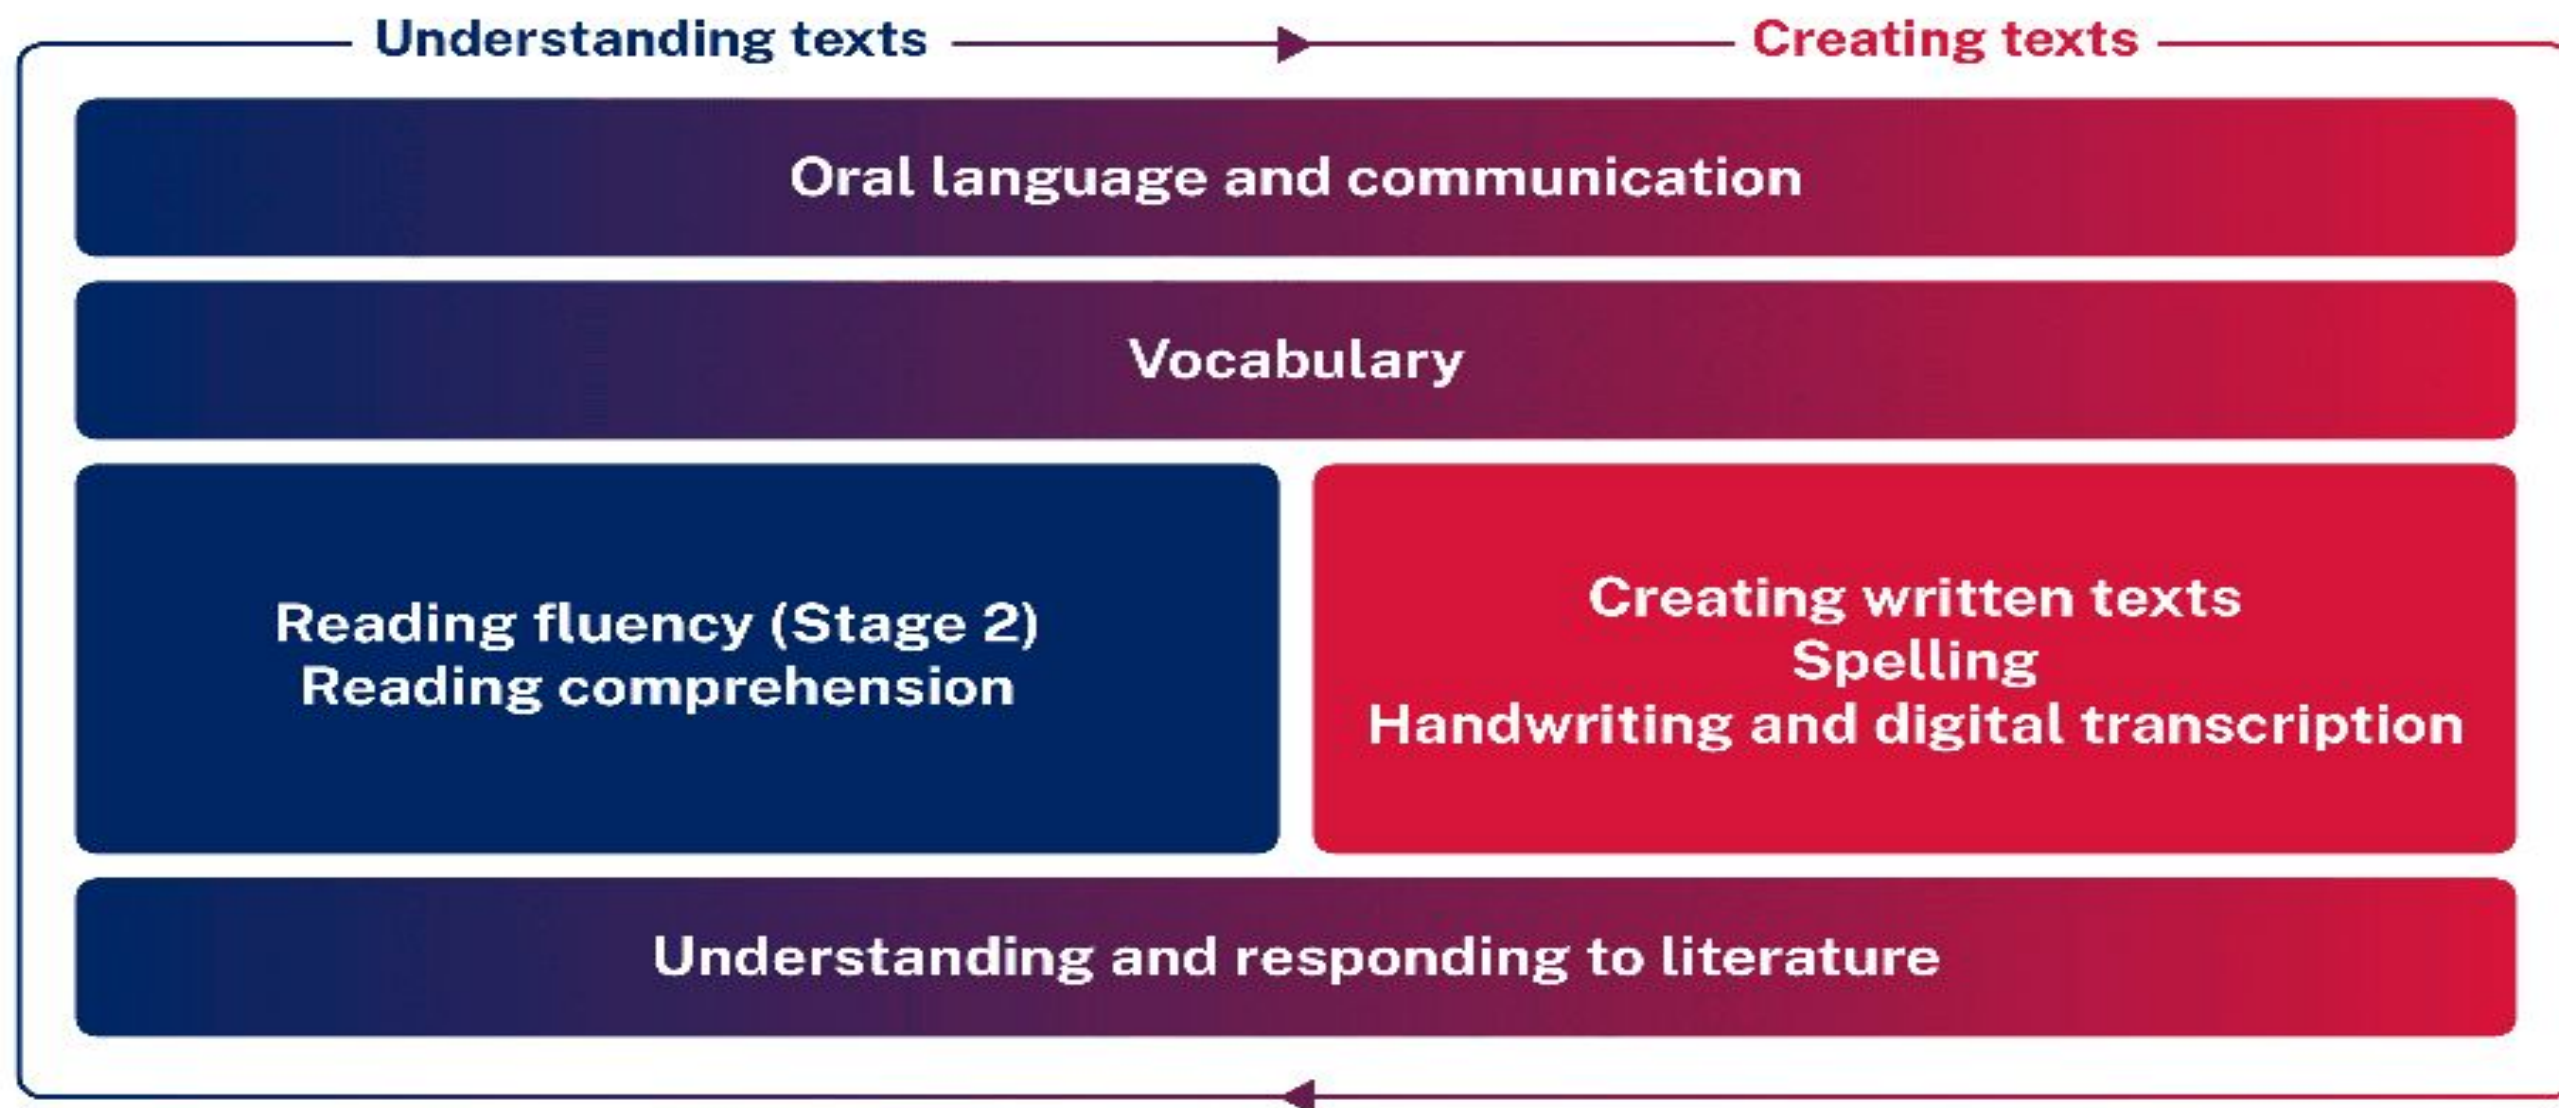 Understanding texts
Creating texts
Oral language and communication
Vocabulary
Reading fluency (Stage 2)
Reading comprehension
Creating written texts
Spelling
Handwriting and digital transcription
Understanding and responding to literature